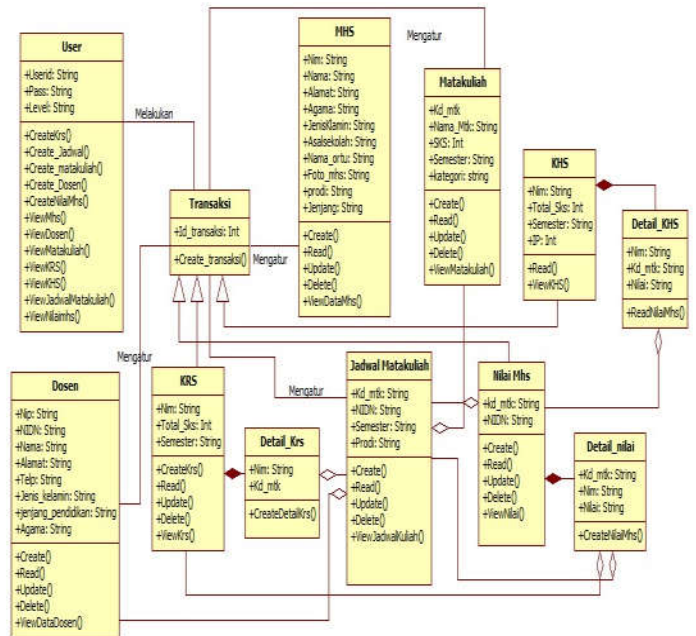 User
+Userid: String
+Pass: String
+Level: String
+CreateKrs()
+Create_Jadwal()
+Create_matakuliah()
+Create_Dosen()
+CreateNilaiMhs()
+ViewMhs()
+ViewDosen()
+ViewMatakuliah()
+ViewKRS()
+ViewKHS()
+ViewJadwalMatakuliah()
+ViewNilaimhs()
Melakukan
Transaksi
+Id_transaksi: Int
+Create_transaksi()
Mengatur
MHS
+Nim: String
+Nama: String
+Alamat: String
+Agama: String
+JenisKlamin: String
+Asalsekolah: String
+Nama_ortu: String
+Foto_mhs: String
+prodi: String
+Jenjang: String
+Create()
+Read()
+Update()
+Delete()
+ViewDataMhs()
Mengatur
Matakuliah
+Kd_mtk
+Nama_Mtk: String
+SKS: Int
+Semester: String
+kategori: string
+Create()
+Read()
+Update()
+Delete()
+ViewMatakuliah()
KHS
+Nim: String
+Total_Sks: Int
+Semester: String
+IP: Int
+Read()
+ViewKHS()
Detail_KHS
+Nim: String
+Kd_mtk: String
+Nilai: String
+ReadNilaiMhs()
Mengatur
Dosen
+Nip: String
+NIDN: String
+Nama: String
+Alamat: String
+Telp: String
+Jenis_kelamin: String
+jenjang_pendidikan: String
+Agama: String
+Create()
+Read()
+Update()
+Delete()
+ViewDataDosen()
KRS
+Nim: String
+Total_Sks: Int
+Semester: String
+CreateKrs()
+Read()
+Update()
+Delete()
+ViewKrs()
Detail_Krs
+Nim: String
+Kd_mtk
+CreateDetailKrs()
Mengatur
Jadwal Matakuliah
+Kd_mtk: String
+NIDN: String
+Semester: String
+Prodi: String
+Create()
+Read()
+Update()
+Delete()
+ViewJadwalKuliah()
Nilai Mhs
+kd_mtk: String
+NIDN: String
+Create()
+Read()
+Update()
+Delete()
+ViewNilai()
Detail_nilai
+Kd_mtk: String
+Nim: String
+Nilai: String
+CreateNilaiMhs()